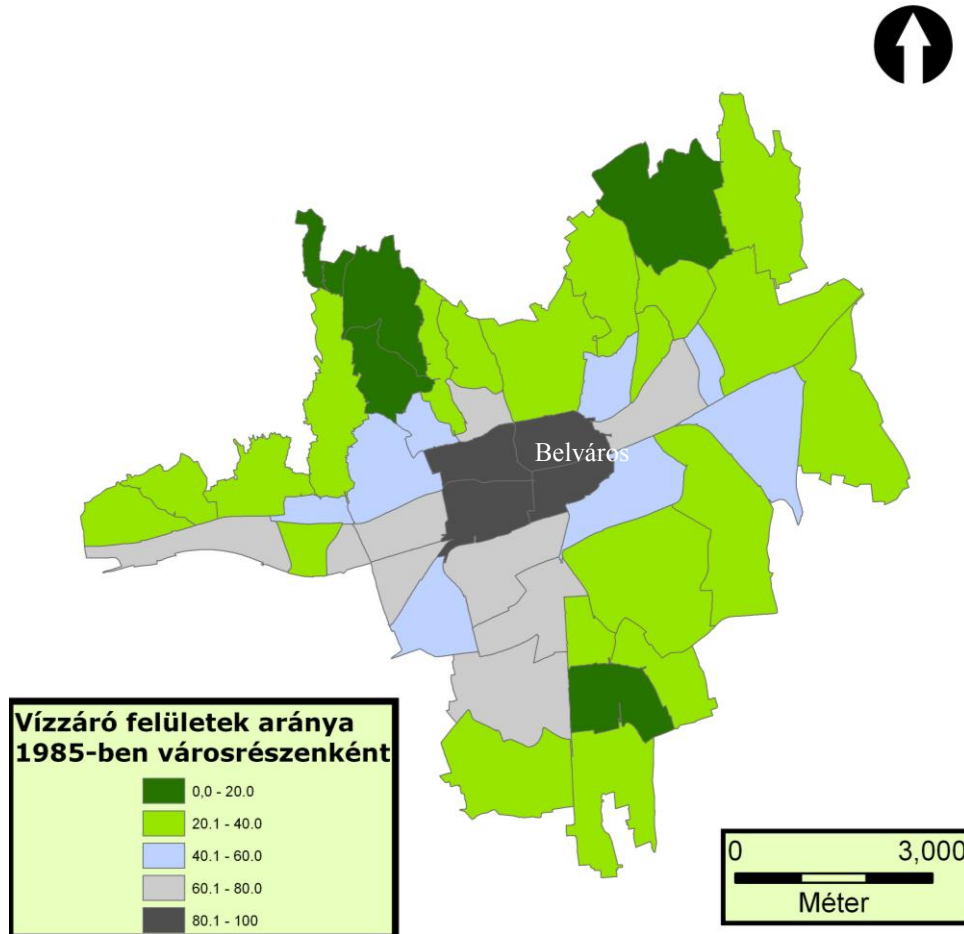 Belváros
Vízzáró felületek aránya
1985-ben városrészenként
0,0 - 20.0
20.1 - 40.0
40.1 - 60.0
60.1 - 80.0
80.1 - 100
0 3,000
Méter